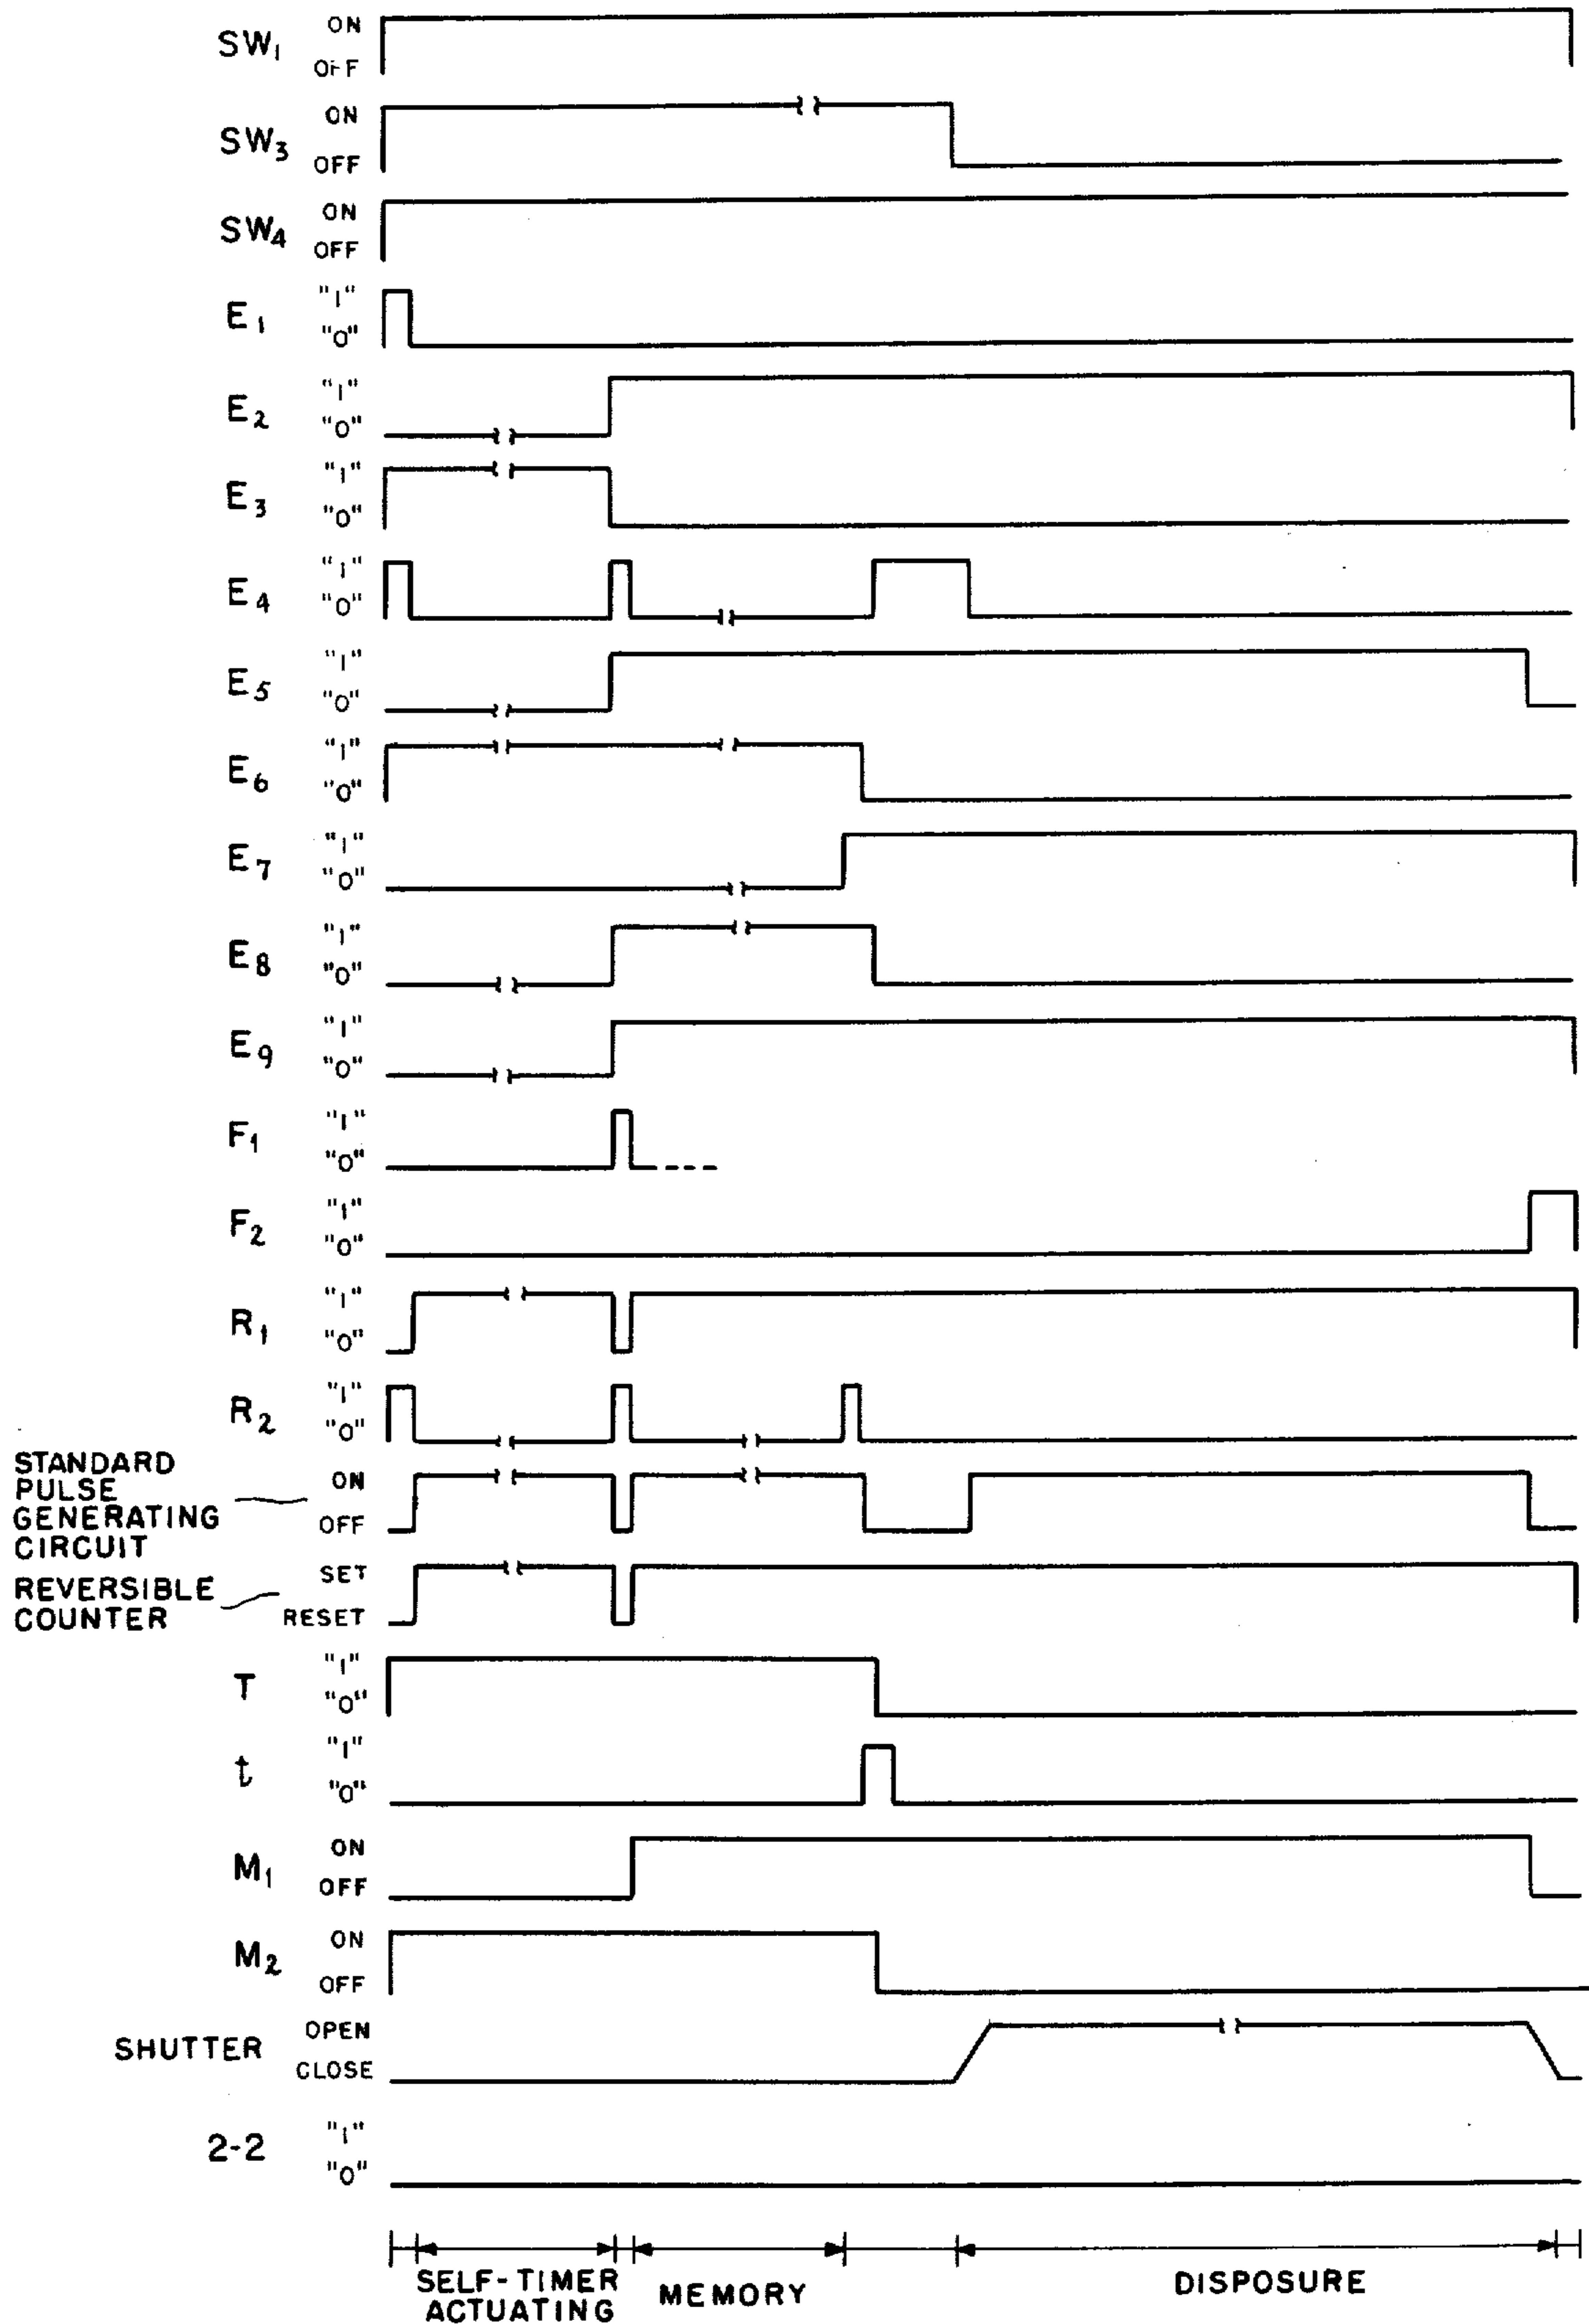 SW1 ON
OFF
SW3 ON
OFF
SW4 ON
OFF
E1 "1"
"0"
E2 "1"
"0"
E3 "1"
"0"
E4 "1"
"0"
E5 "1"
"0"
E6 "1"
"0"
E7 "1"
"0"
E8 "1"
"0"
E9 "1"
"0"
F1 "1"
"0"
F2 "1"
"0"
R1 "1"
"0"
R2 "1"
"0"
STANDARD
PULSE
GENERATING
CIRCUIT
ON
OFF
REVERSIBLE
COUNTER
SET
RESET
T "1"
"0"
t "1"
"0"
M1 ON
OFF
M2 ON
OFF
SHUTTER OPEN
CLOSE
2-2 "1"
"0"
SELF-TIMER
ACTUATING
MEMORY
DISPOSURE